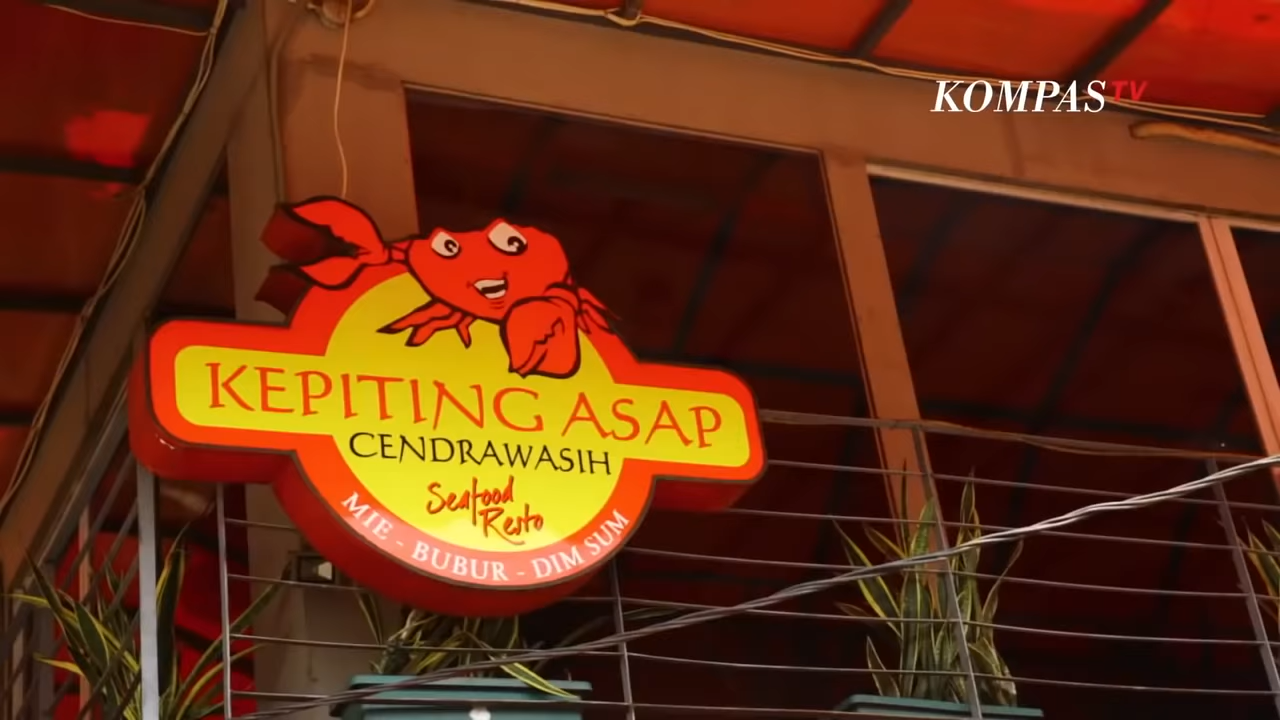 KOMPAS TV
KEPITING ASAP
CENDRAWASIH
Seafood
Resto
MIE - BUBUR - DIM SUM